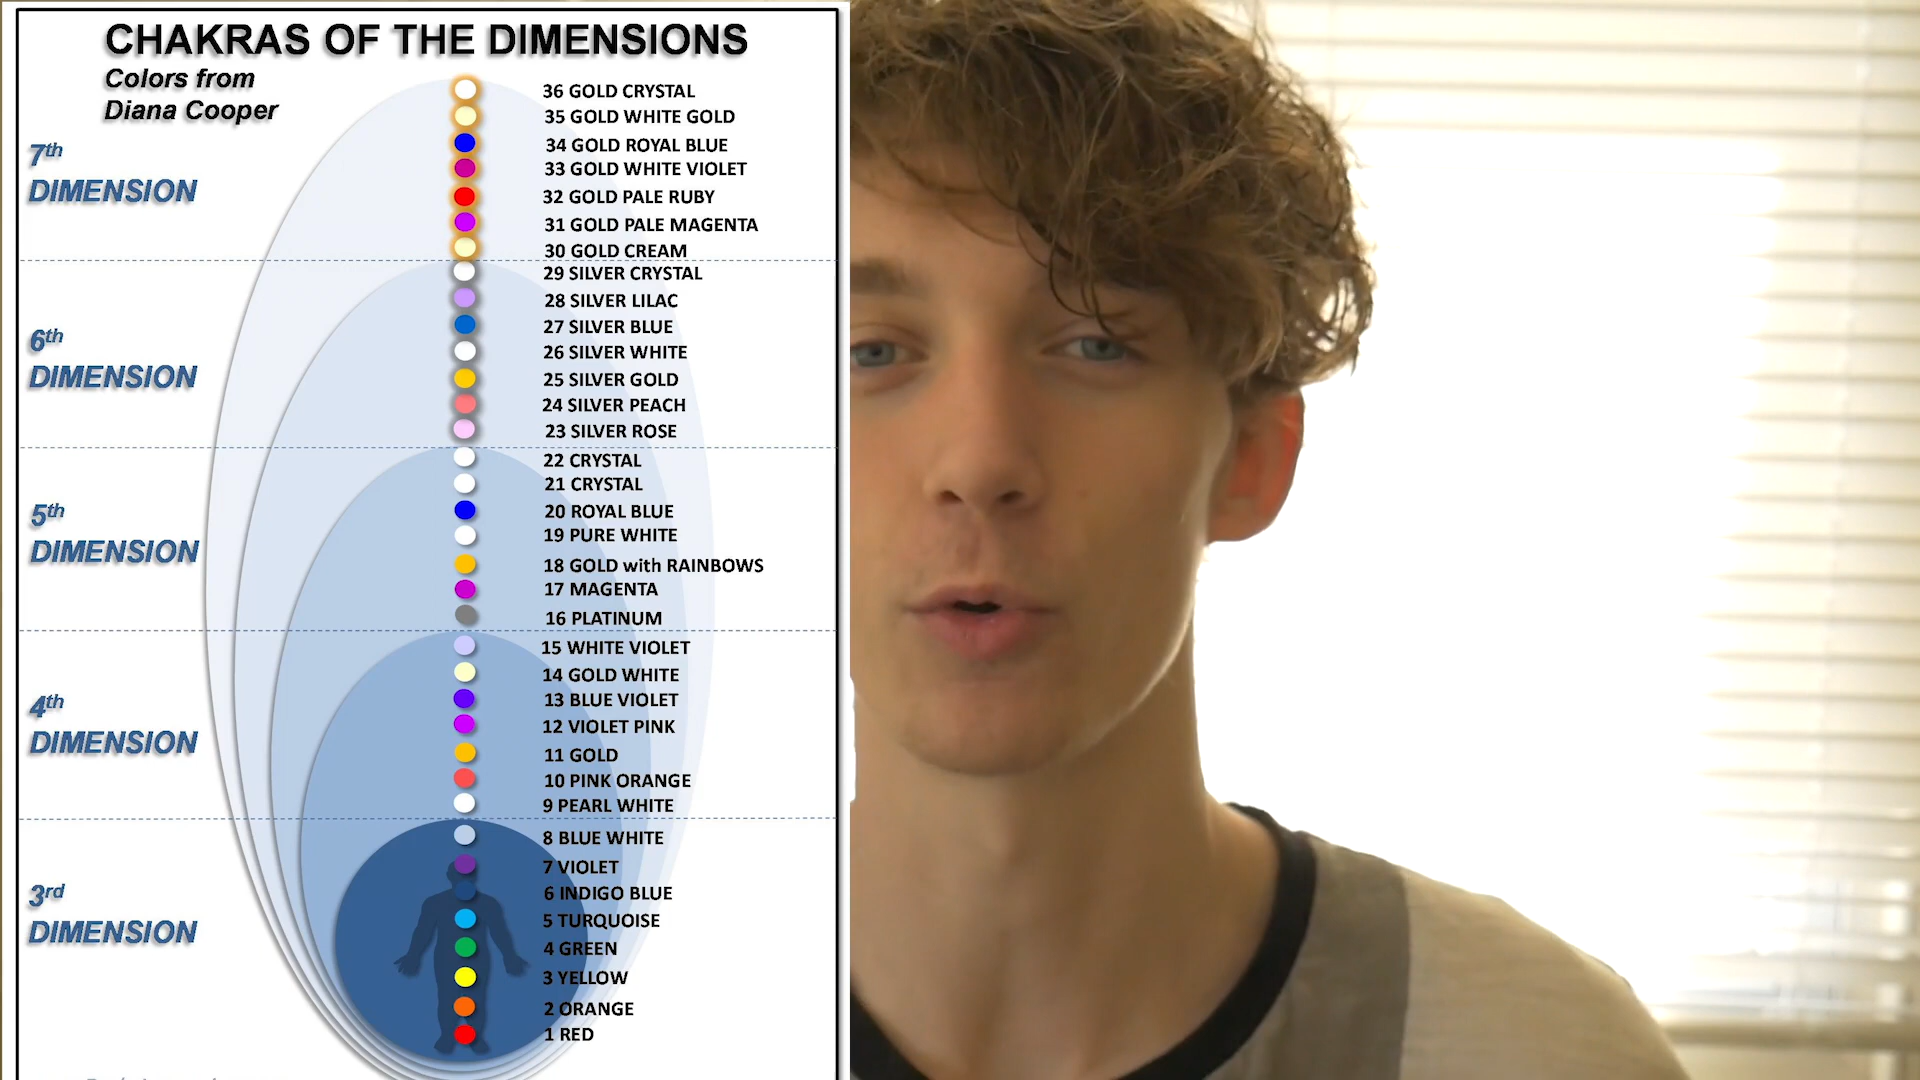 CHAKRAS OF THE DIMENSIONS
Colors from
Diana Cooper
7th
DIMENSION
36 GOLD CRYSTAL
35 GOLD WHITE GOLD
34 GOLD ROYAL BLUE
33 GOLD WHITE VIOLET
32 GOLD PALE RUBY
31 GOLD PALE MAGENTA
30 GOLD CREAM
6th
DIMENSION
29 SILVER CRYSTAL
28 SILVER LILAC
27 SILVER BLUE
26 SILVER WHITE
25 SILVER GOLD
24 SILVER PEACH
23 SILVER ROSE
5th
DIMENSION
22 CRYSTAL
21 CRYSTAL
20 ROYAL BLUE
19 PURE WHITE
18 GOLD with RAINBOWS
17 MAGENTA
16 PLATINUM
4th
DIMENSION
15 WHITE VIOLET
14 GOLD WHITE
13 BLUE VIOLET
12 VIOLET PINK
11 GOLD
10 PINK ORANGE
9 PEARL WHITE
3rd
DIMENSION
8 BLUE WHITE
7 VIOLET
6 INDIGO BLUE
5 TURQUOISE
4 GREEN
3 YELLOW
2 ORANGE
1 RED